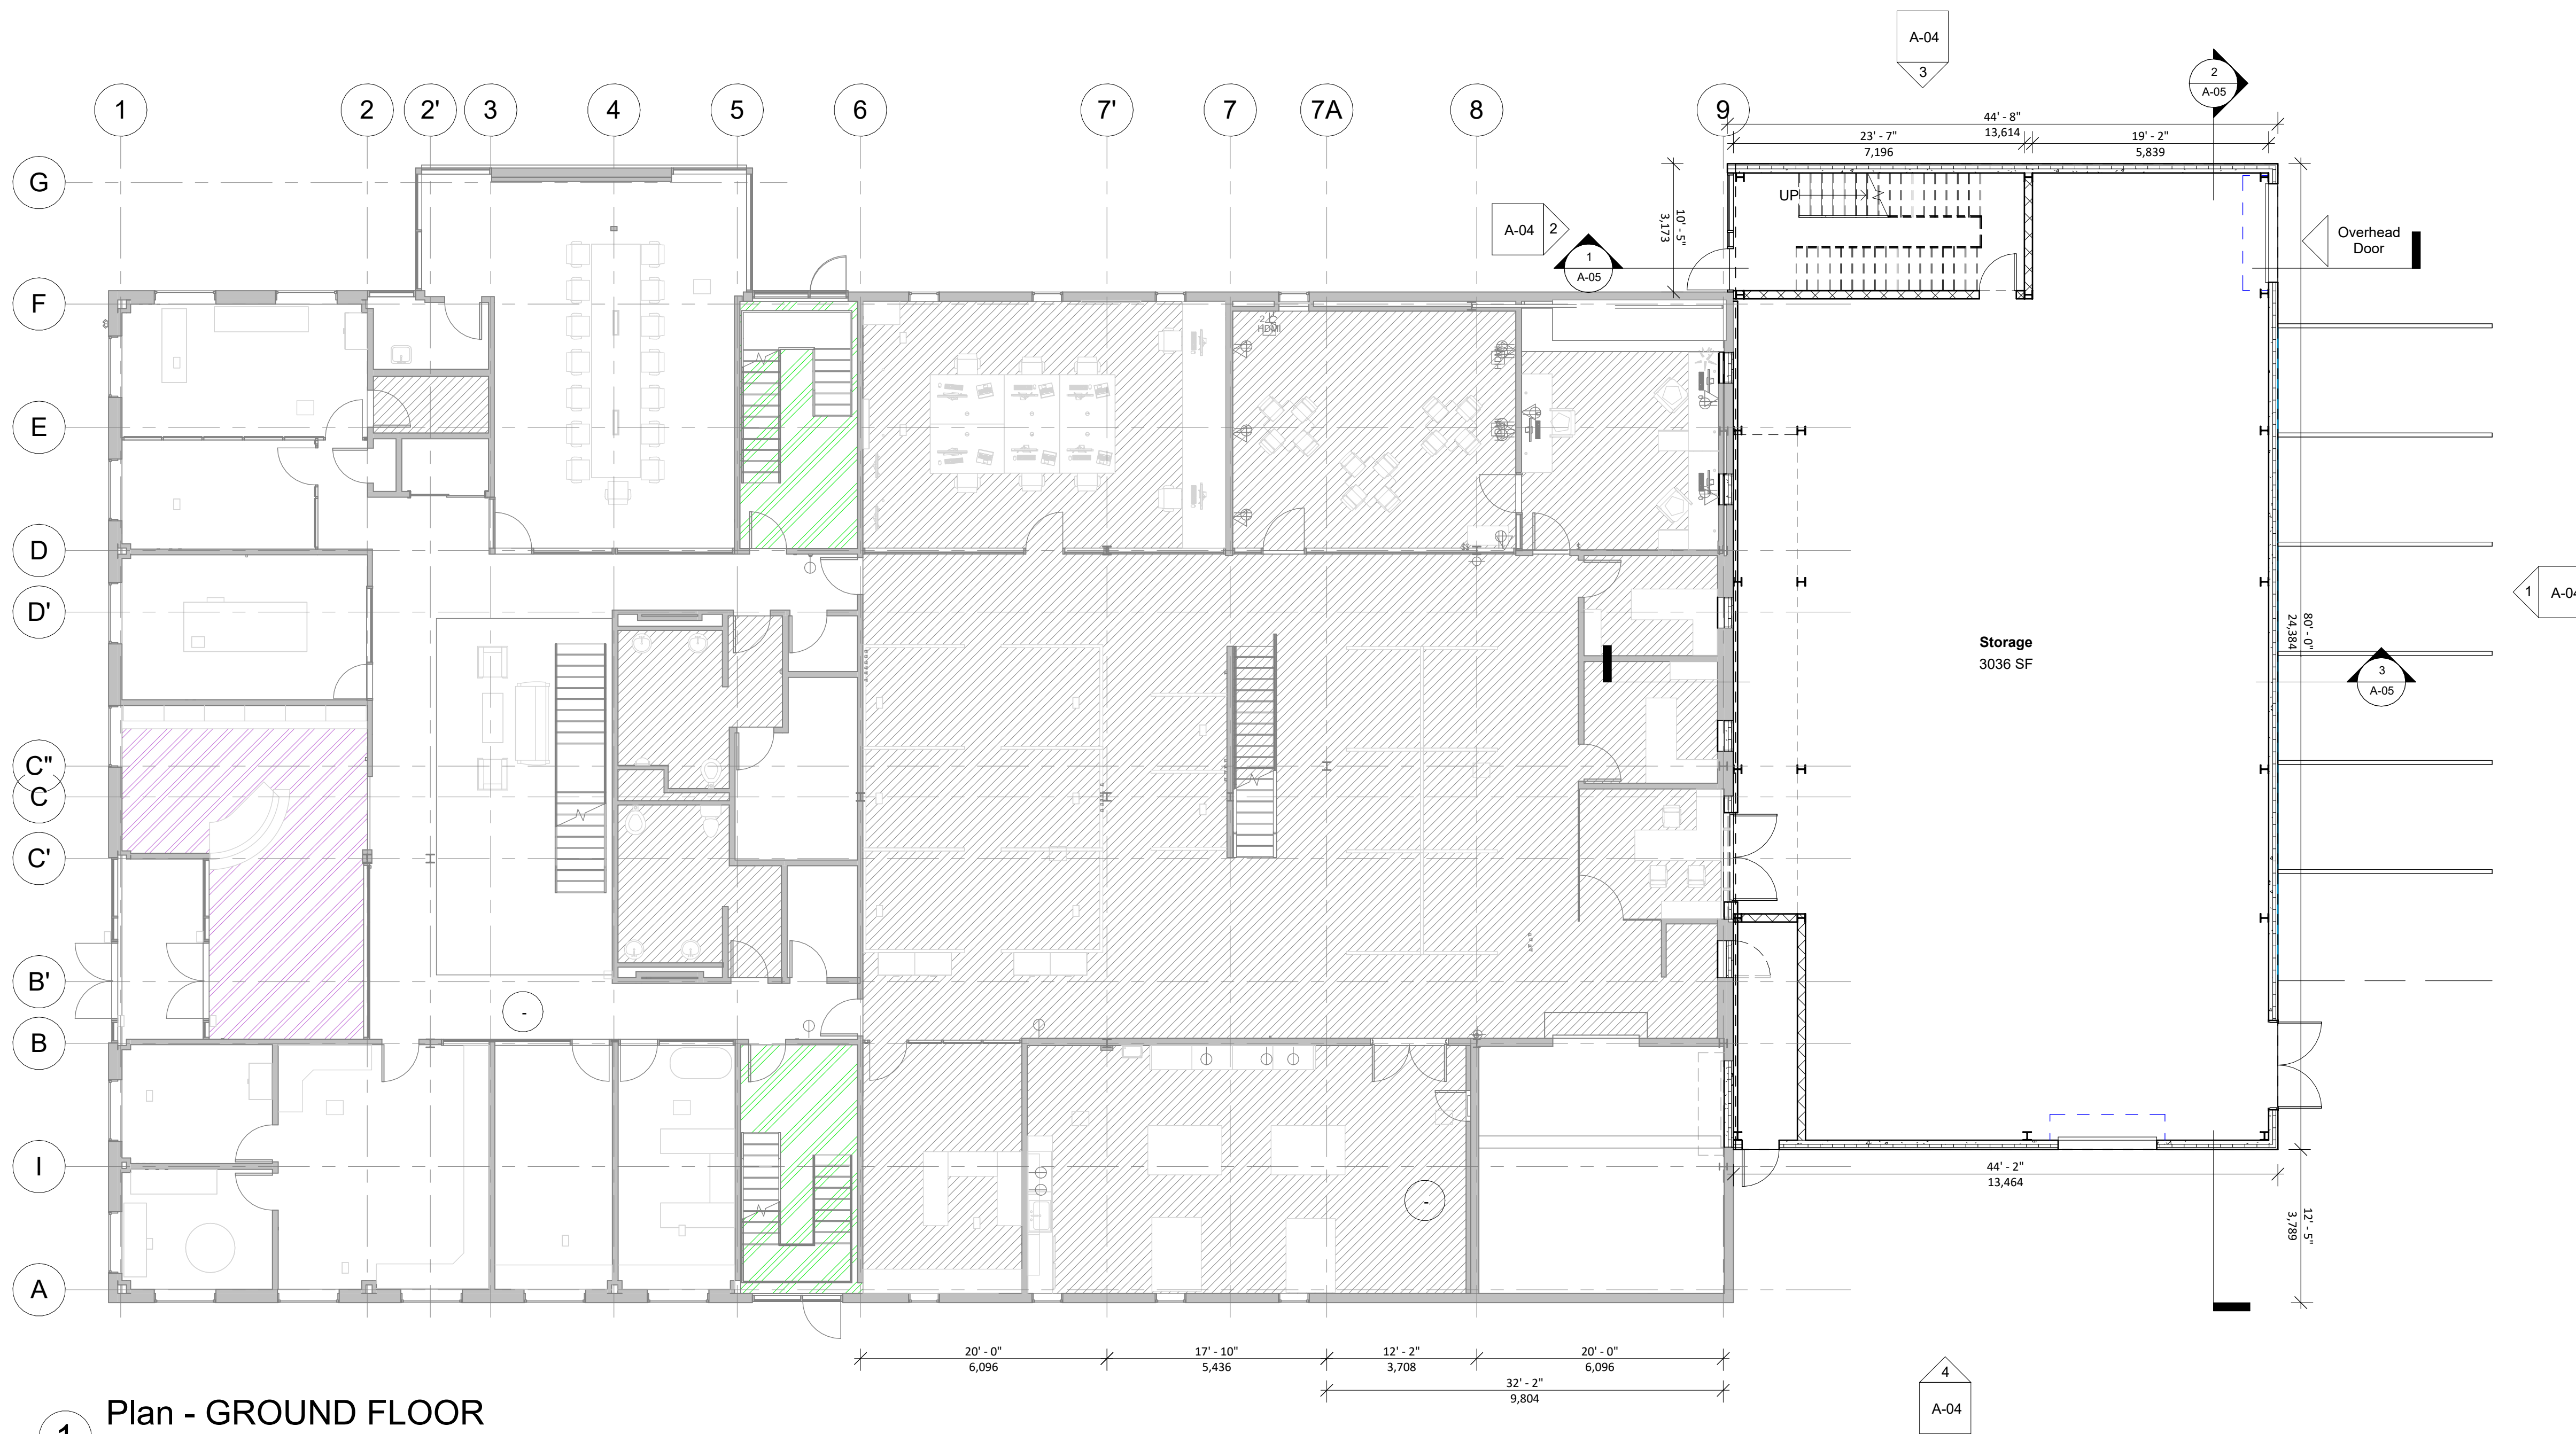 A-04
3
2
A-05
1
2
2'
3
4
5
6
7'
7
7A
8
9
44' - 8"
13,614
23' - 7"
7,196
19' - 2"
5,839
G
UP
10' - 5"
3,173
A-04
2
1
A-05
Overhead
Door
F
2
HDMI
E
D
D'
1
A-04
80' - 0"
24,384
Storage
3036 SF
3
A-05
C"
C
C'
B'
-
B
I
44' - 2"
13,464
-
12' - 5"
3,789
A
20' - 0"
6,096
17' - 10"
5,436
12' - 2"
3,708
20' - 0"
6,096
32' - 2"
9,804
4
A-04
Plan - GROUND FLOOR
1